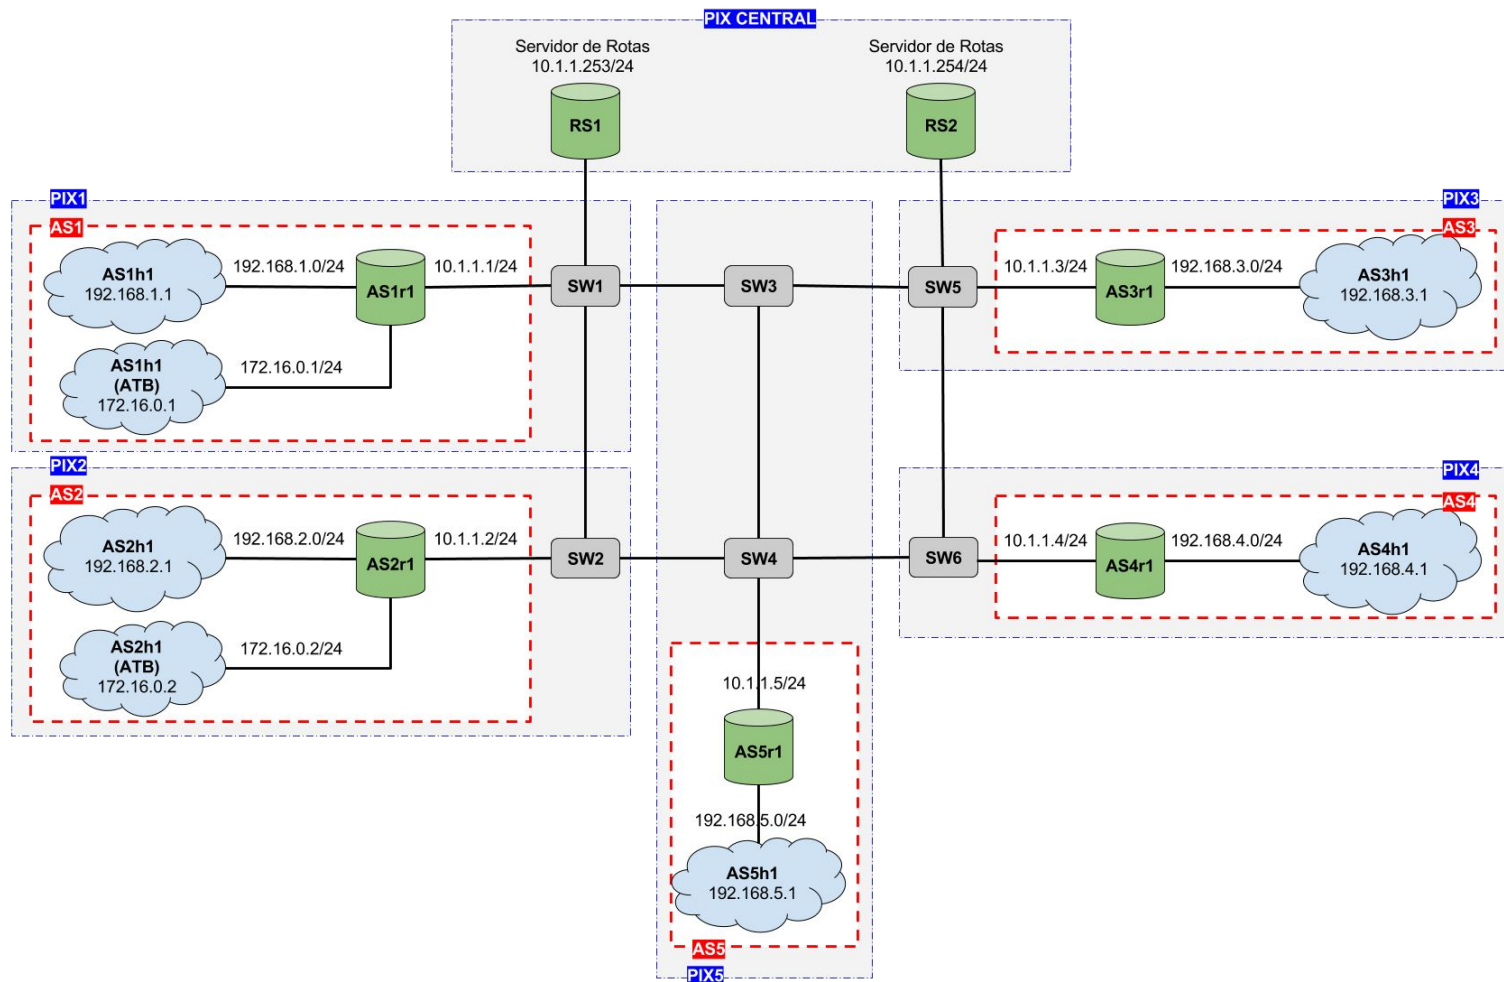 PIX CENTRAL
Servidor de Rotas
10.1.1.253/24
RS1
Servidor de Rotas
10.1.1.254/24
RS2
PIX1
AS1
AS1h1
192.168.1.1
192.168.1.0/24
AS1r1
10.1.1.1/24
AS1h1
(ATB)
172.16.0.1
172.16.0.1/24
SW1
SW3
SW5
PIX3
AS3
10.1.1.3/24
AS3r1
192.168.3.0/24
AS3h1
192.168.3.1
PIX2
AS2
AS2h1
192.168.2.1
192.168.2.0/24
AS2r1
10.1.1.2/24
AS2h1
(ATB)
172.16.0.2
172.16.0.2/24
SW2
SW4
SW6
PIX4
AS4
10.1.1.4/24
AS4r1
192.168.4.0/24
AS4h1
192.168.4.1
10.1.1.5/24
AS5r1
192.168.5.0/24
AS5h1
192.168.5.1
AS5
PIX5